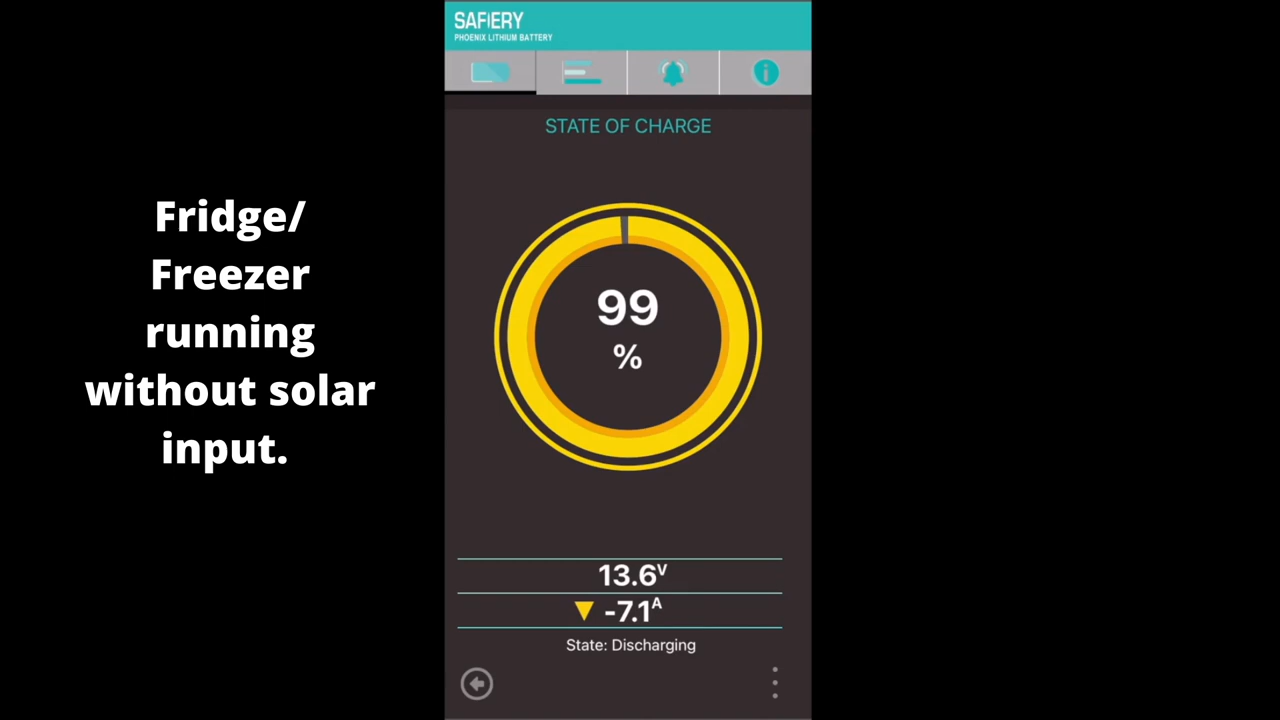 Fridge/
Freezer
running
without solar
input.
SAFIERY
PHOENIX LITHIUM BATTERY
STATE OF CHARGE
99
%
13.6V
-7.1A
State: Discharging